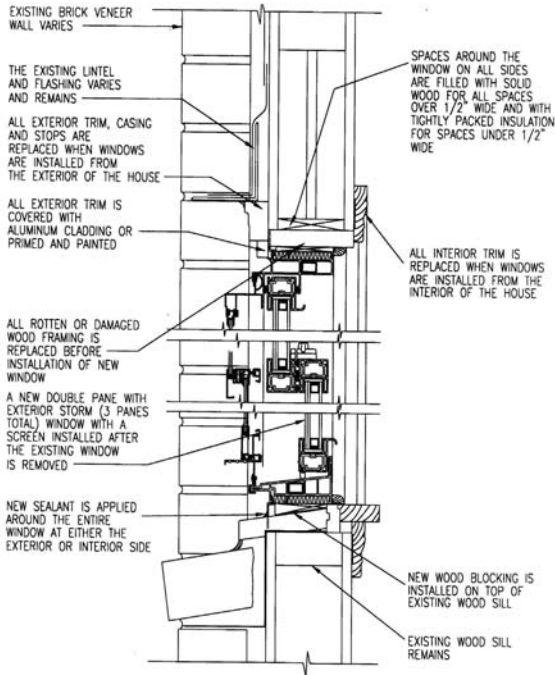 EXISTING BRICK VENEER
WALL VARIES
THE EXISTING LINTEL
AND FLASHING VARIES
AND REMAINS
ALL EXTERIOR TRIM, CASING
AND STOPS ARE
REPLACED WHEN WINDOWS
ARE INSTALLED FROM
THE EXTERIOR OF THE HOUSE
ALL EXTERIOR TRIM IS
COVERED WITH
ALUMINUM CLADDING OR
PRIMED AND PAINTED
ALL ROTTEN OR DAMAGED
WOOD FRAMING IS
REPLACED BEFORE
INSTALLATION OF NEW
WINDOW
A NEW DOUBLE PANE WITH
EXTERIOR STORM (3 PANES
TOTAL) WINDOW WITH A
SCREEN INSTALLED AFTER
THE EXISTING WINDOW
IS REMOVED
NEW SEALANT IS APPLIED
AROUND THE ENTIRE
WINDOW AT EITHER THE
EXTERIOR OR INTERIOR SIDE
SPACES AROUND THE
WINDOW ON ALL SIDES
ARE FILLED WITH SOLID
WOOD FOR ALL SPACES
OVER 1/2" WIDE AND WITH
TIGHTLY PACKED INSULATION
FOR SPACES UNDER 1/2"
WIDE
ALL INTERIOR TRIM IS
REPLACED WHEN WINDOWS
ARE INSTALLED FROM THE
INTERIOR OF THE HOUSE
NEW WOOD BLOCKING IS
INSTALLED ON TOP OF
EXISTING WOOD SILL
EXISTING WOOD SILL
REMAINS